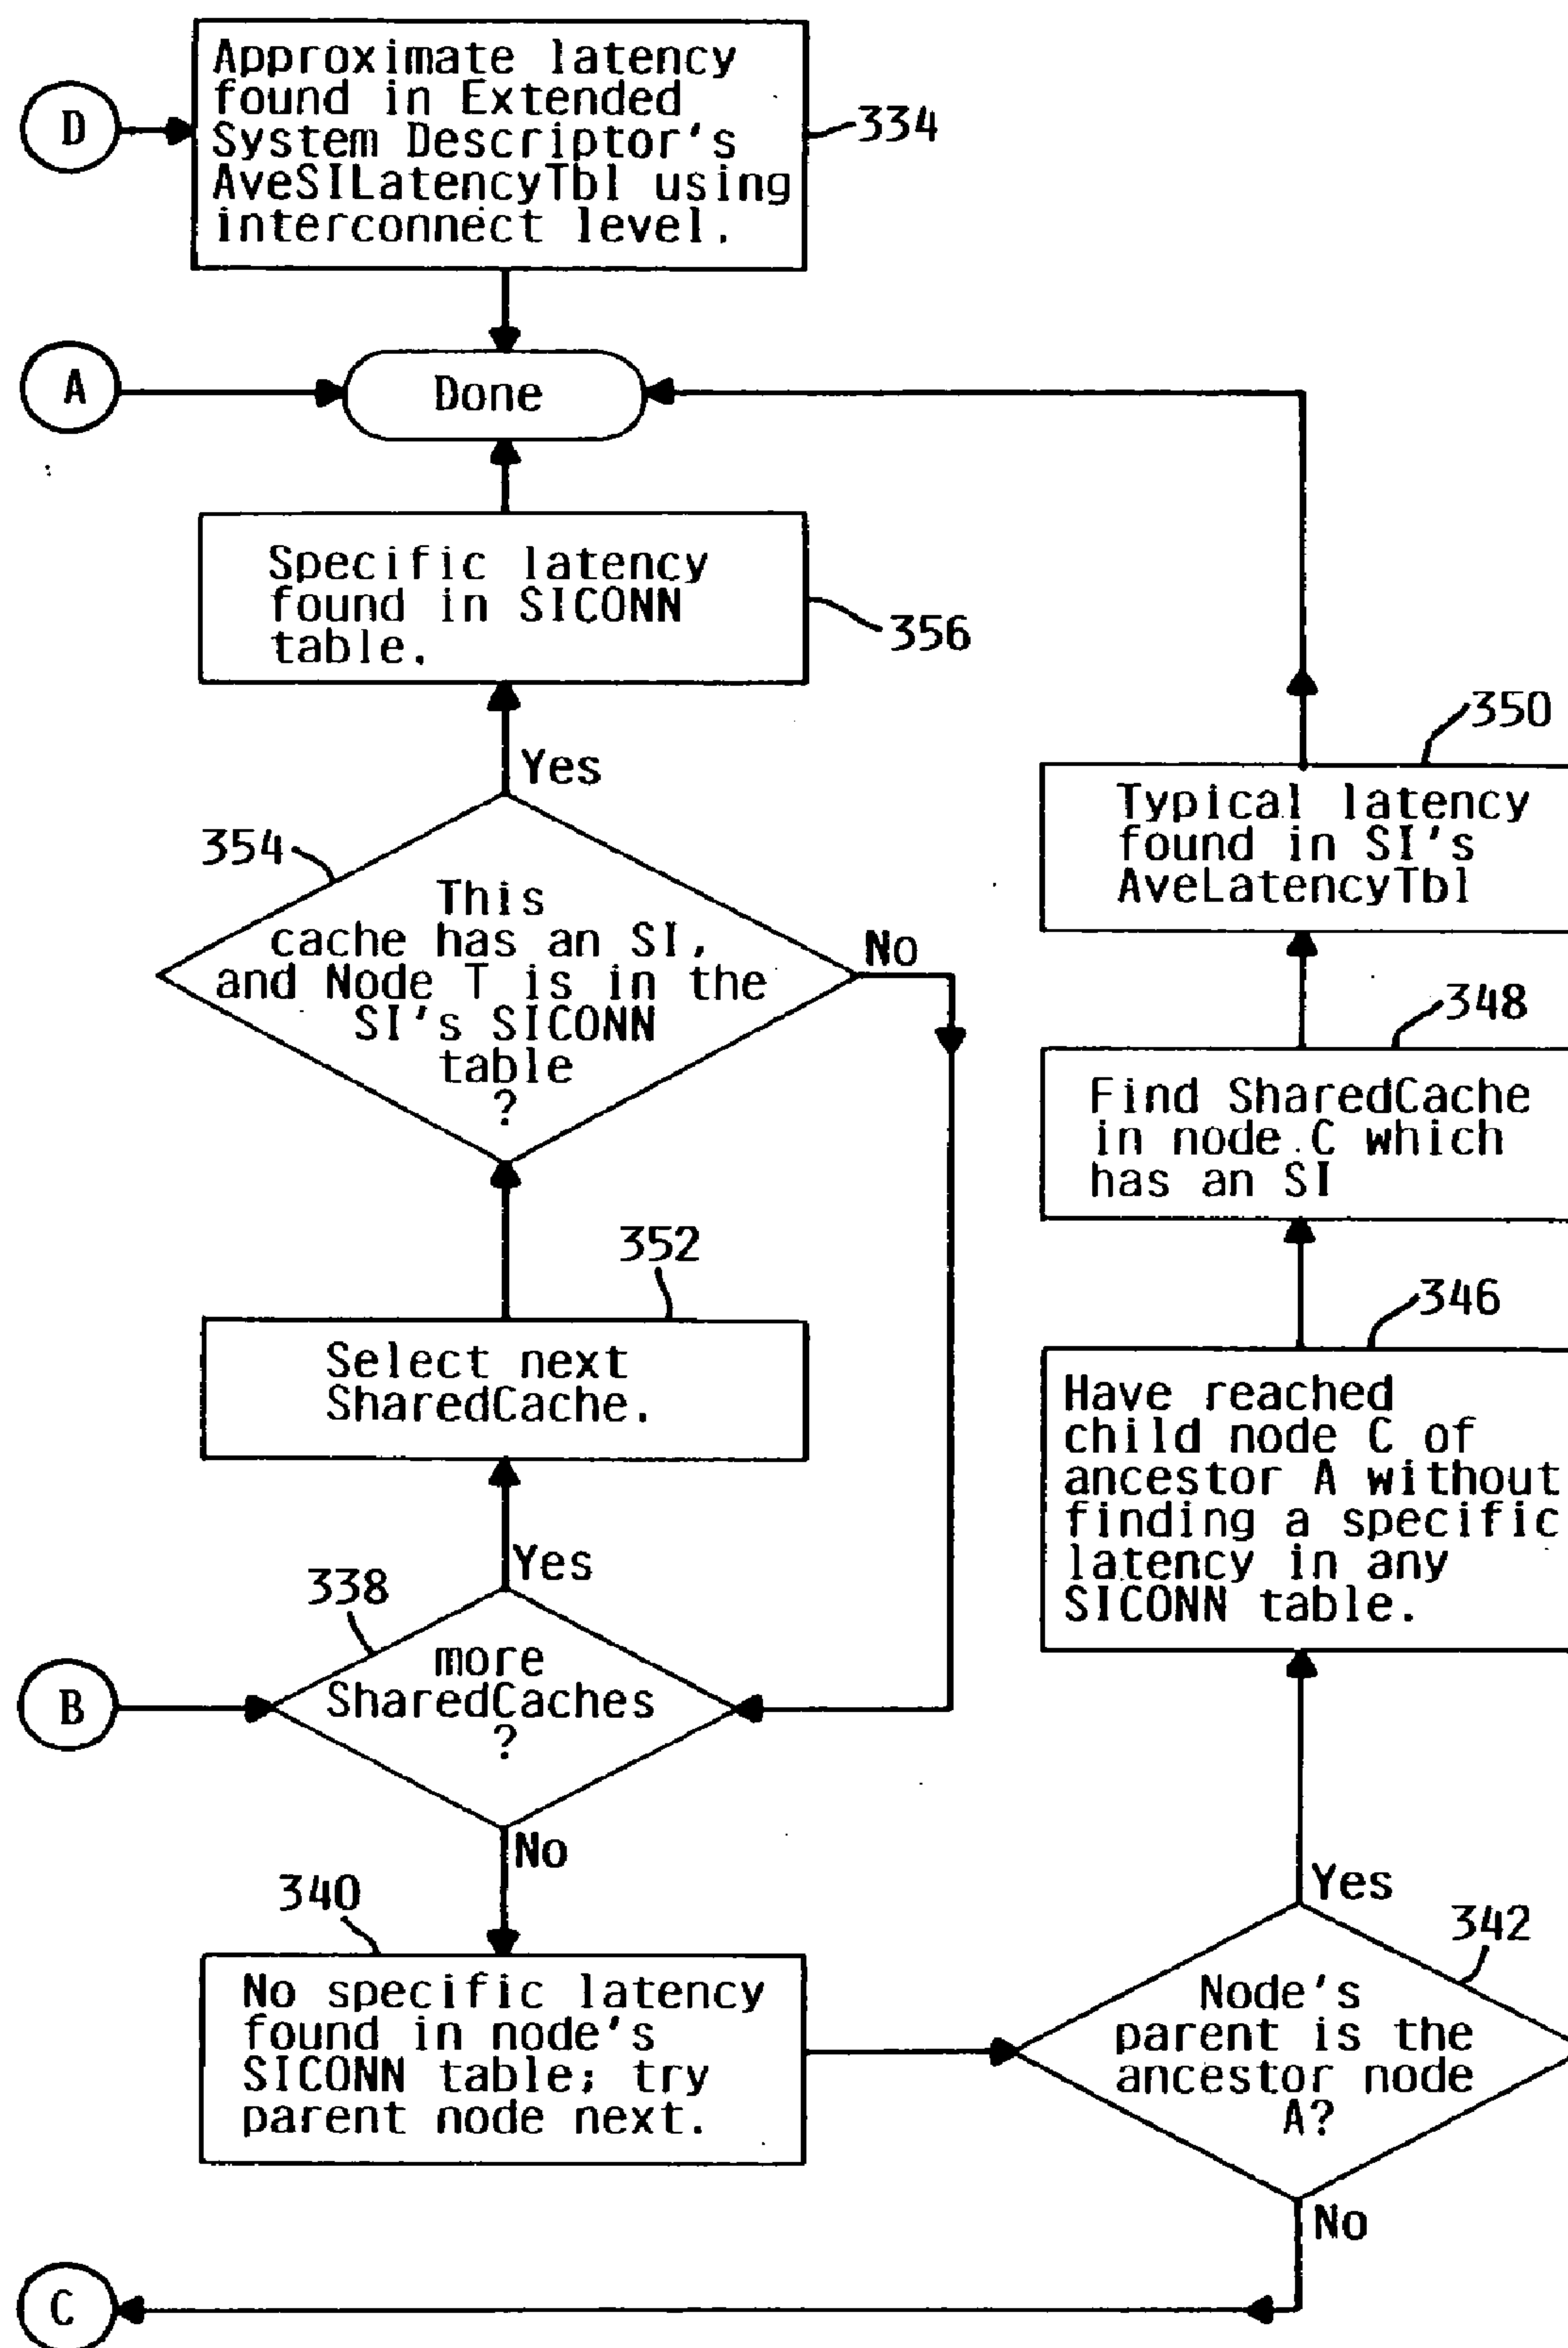 Approximate latency
found in Extended
System Descriptor's
AveSILatencyTbl using
interconnect level.
D
334
A
Done
Specific latency
found in SICONN
table.
356
350
Yes
Typical latency
found in SI's
AveLatencyTbl
354
This
cache has an SI,
and Node T is in the
SI's SICONN
table
?
No
348
Find SharedCache
in node C which
has an SI
352
346
Select next
SharedCache.
Have reached
child node C of
ancestor A without
finding a specific
latency in any
SICONN table.
Yes
338
more
SharedCaches
?
B
No
340
Yes
342
No specific latency
found in node's
SICONN table; try
parent node next.
Node's
parent is the
ancestor node
A?
No
C